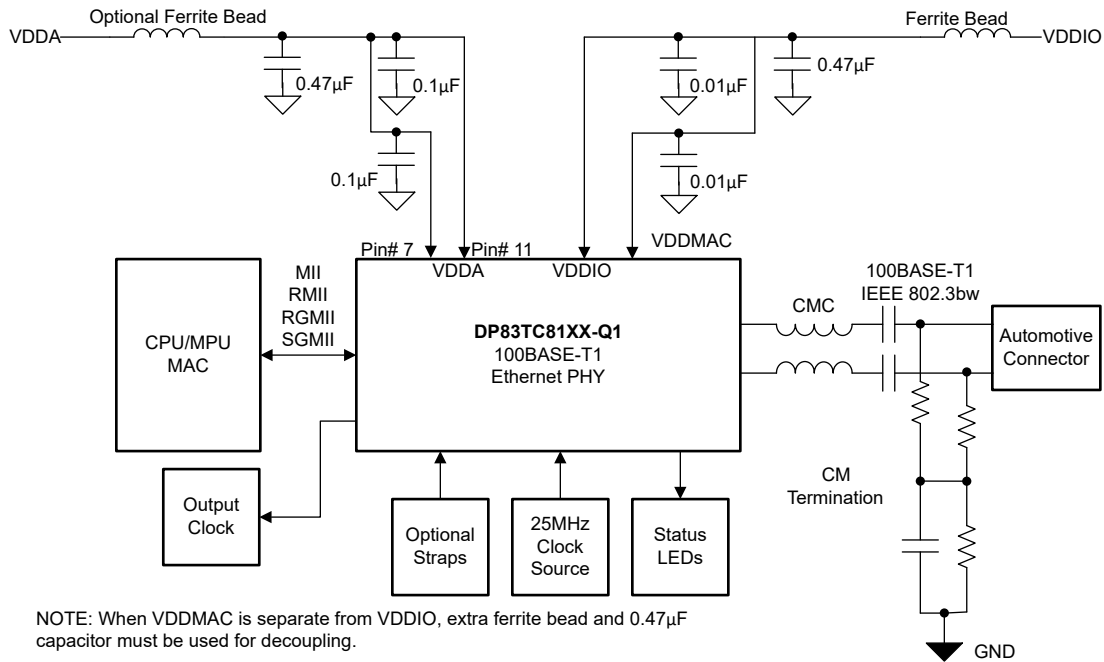 Optional Ferrite Bead
Ferrite Bead
VDDA
VDDIO
0.47µF
0.1µF
0.01µF
0.47µF
0.1µF
0.01µF
VDDMAC
Pin# 7
Pin# 11
VDDA
VDDIO
MII
RMII
RGMII
SGMII
CPU/MPU
MAC
DP83TC81XX-Q1
100BASE-T1
Ethernet PHY
CMC
100BASE-T1
IEEE 802.3bw
Automotive
Connector
CM
Termination
Output
Clock
Optional
Straps
25MHz
Clock
Source
Status
LEDs
NOTE: When VDDMAC is separate from VDDIO, extra ferrite bead and 0.47µF
capacitor must be used for decoupling.
GND